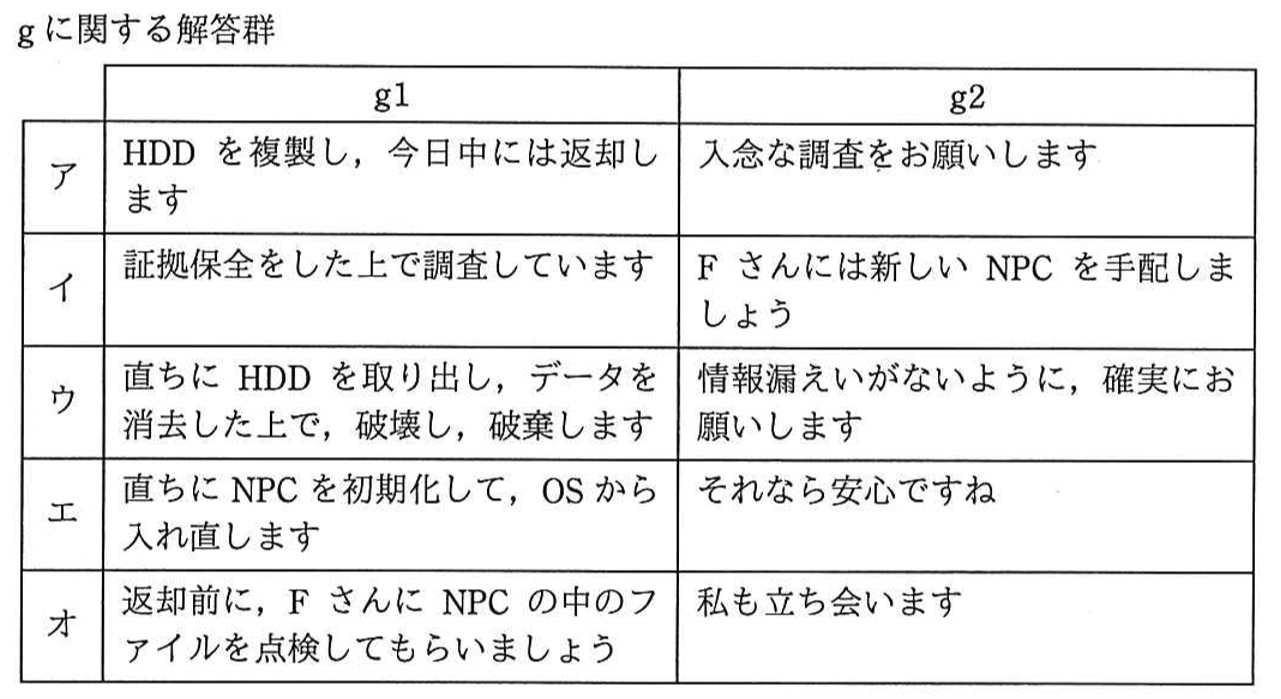 gに関する解答群
g1 g2
ア HDD を複製し，今日中には返却し 入念な調査をお願いします
ます
イ 証拠保全をした上で調査しています F さんには新しい NPC を手配しま
しょう
ウ 直ちに HDD を取り出し，データを 情報漏えいがないように，確実にお
消去した上で，破壊し，破棄します 願いします
エ 直ちに NPC を初期化して，OS から それなら安心ですね
入れ直します
オ 返却前に，F さんに NPC の中のフ 私も立ち会います
ァイルを点検してもらいましょう